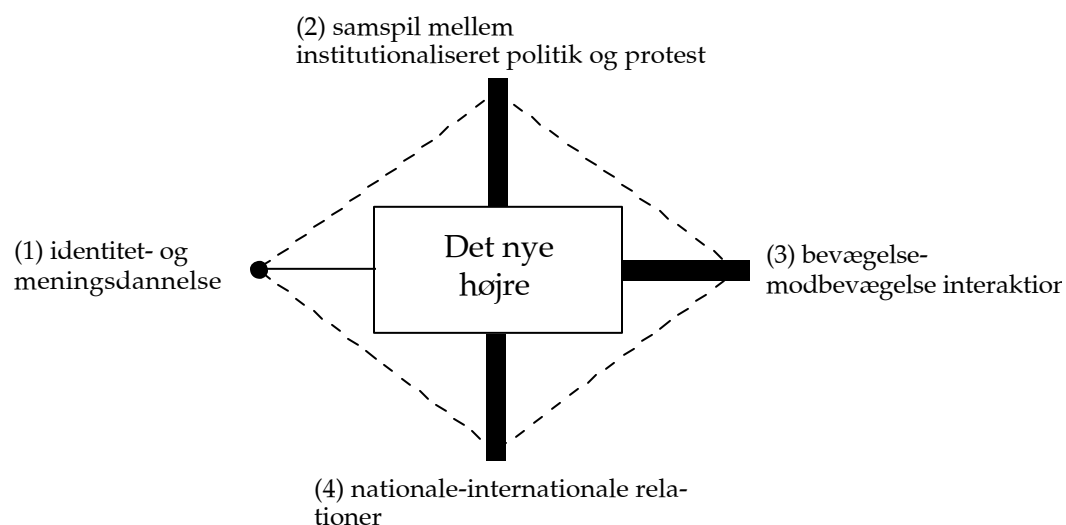 (2) samspil mellem
institutionaliseret politik og protest
(1) identitet- og
meningsdannelse
Det nye
højre
(3) bevægelse-
modbevægelse interaktion
(4) nationale-internationale rela-
tioner